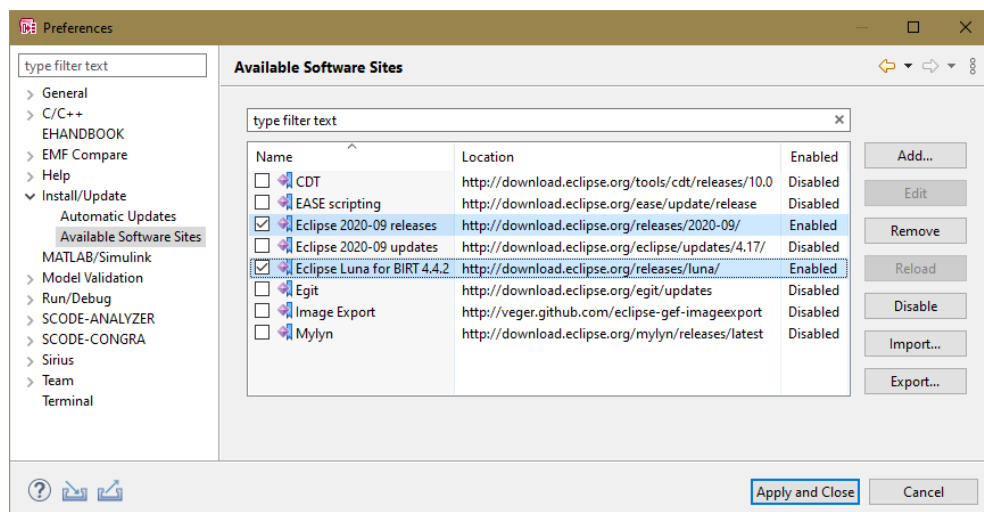 Preferences
type filter text
Available Software Sites
General
C/C++
EHANDBOOK
EMF Compare
Help
Install/Update
Automatic Updates
Available Software Sites
MATLAB/Simulink
Model Validation
Run/Debug
SCODE-ANALYZER
SCODE-CONGRA
Sirius
Team
Terminal
type filter text
Name Location Enabled
CDT http://download.eclipse.org/tools/cdt/releases/10.0 Disabled
EASE scripting http://download.eclipse.org/ease/update/release Disabled
Eclipse 2020-09 releases http://download.eclipse.org/releases/2020-09/ Enabled
Eclipse 2020-09 updates http://download.eclipse.org/eclipse/updates/4.17/ Disabled
Eclipse Luna for BIRT 4.4.2 http://download.eclipse.org/releases/luna/ Enabled
Egit http://download.eclipse.org/egit/updates Disabled
Image Export http://veger.github.com/eclipse-gef-imageexport Disabled
Mylyn http://download.eclipse.org/mylyn/releases/latest Disabled
Add...
Edit
Remove
Reload
Disable
Import...
Export...
Apply and Close
Cancel